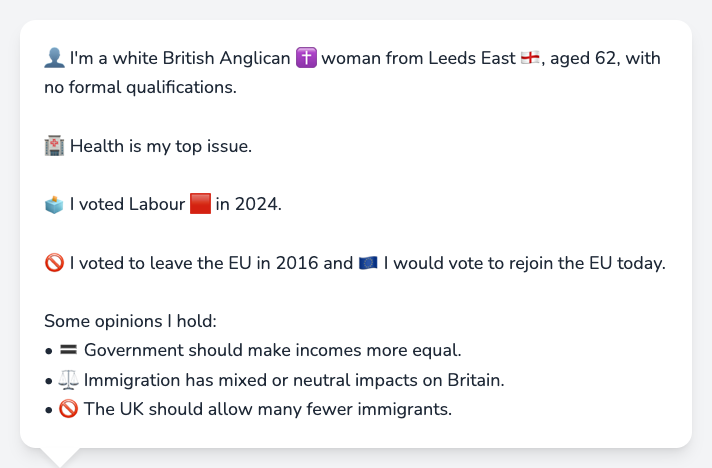 👤 I'm a white British Anglican ✝️ woman from Leeds East 🏴󠁧󠁢󠁥󠁮󠁧󠁿, aged 62, with
no formal qualifications.
🏥 Health is my top issue.
🗳️ I voted Labour 🟥 in 2024.
🚫 I voted to leave the EU in 2016 and 🇪🇺 I would vote to rejoin the EU today.
Some opinions I hold:
• 🟰 Government should make incomes more equal.
• ⚖️ Immigration has mixed or neutral impacts on Britain.
• 🚫 The UK should allow many fewer immigrants.